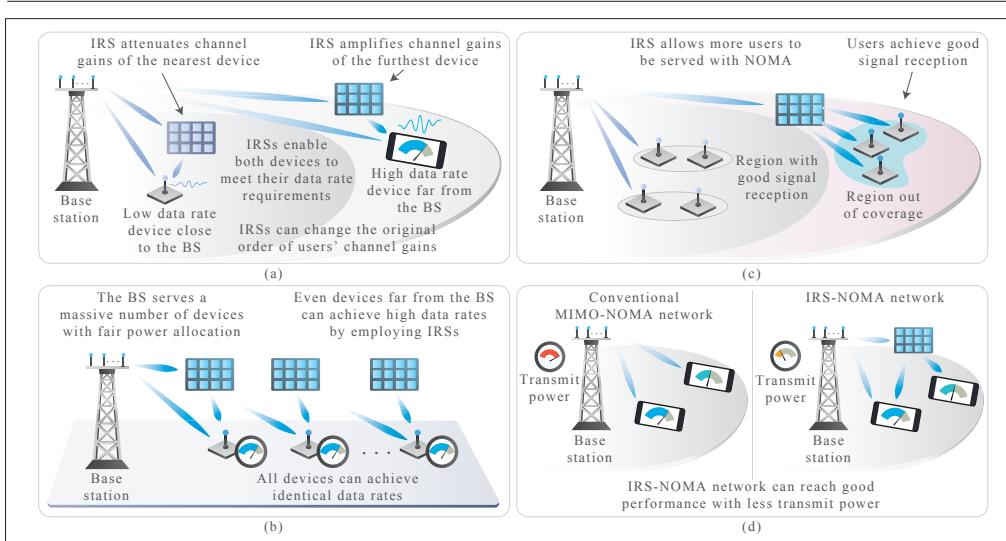 IRS attenuates channel
gains of the nearest device
IRS amplifies channel gains
of the furthest device
IRSs enable
both devices to
meet their data rate
requirements
High data rate
device far from
the BS
Base
station
Low data rate
device close
to the BS
IRSs can change the original
order of users' channel gains
(a)
IRS allows more users to
be served with NOMA
Users achieve good
signal reception
Region with
good signal
reception
Base
station
Region out
of coverage
(c)
The BS serves a
massive number of devices
with fair power allocation
Even devices far from the BS
can achieve high data rates
by employing IRSs
Base
station
All devices can achieve
identical data rates
(b)
Conventional
MIMO-NOMA network
Transmit
power
Base
station
IRS-NOMA network
Transmit
power
Base
station
IRS-NOMA network can reach good
performance with less transmit power
(d)